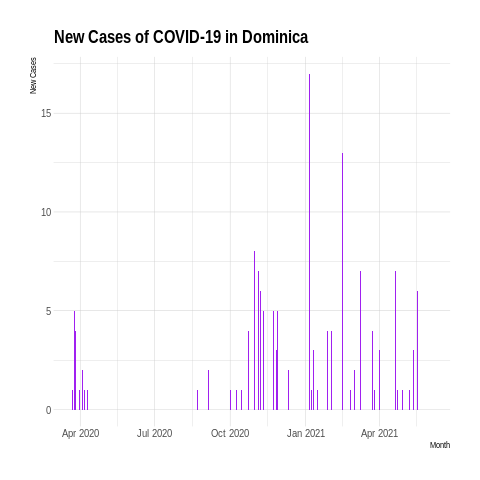 New Cases of COVID-19 in Dominica
New Cases
15
10
5
0
Apr 2020 Jul 2020 Oct 2020 Jan 2021 Apr 2021
Month